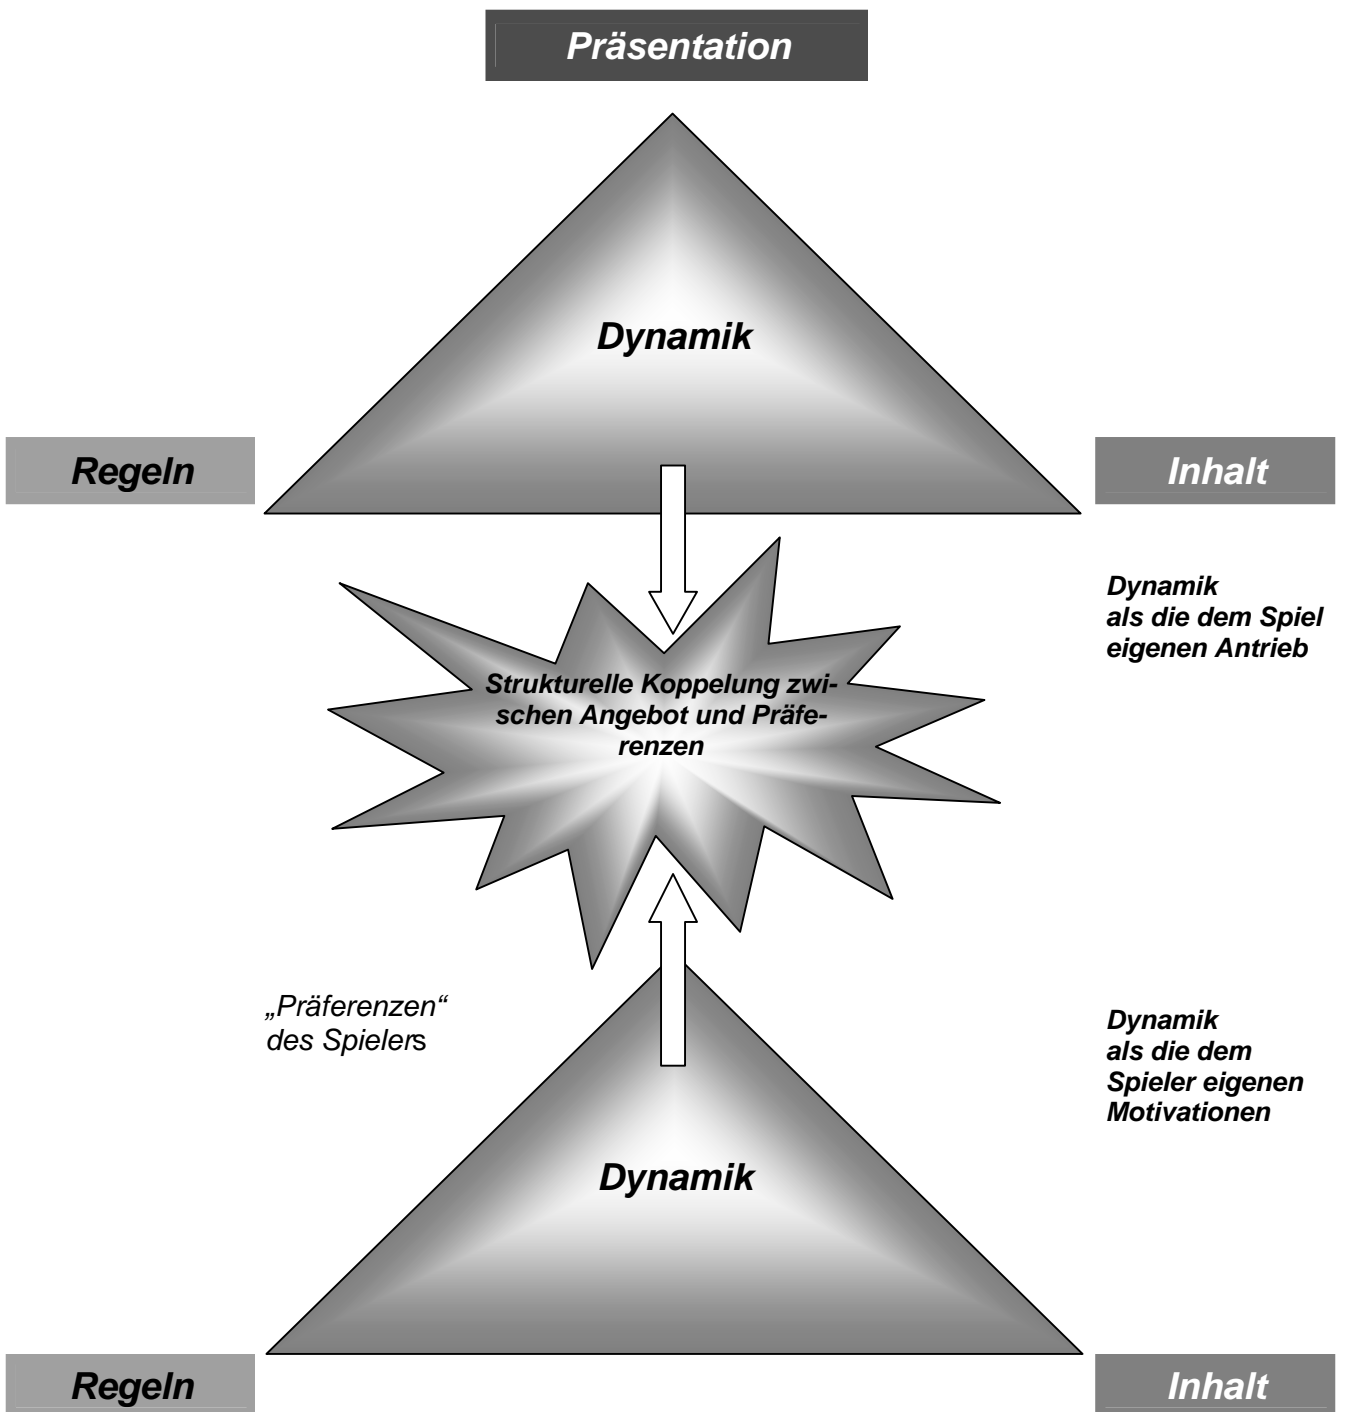 Präsentation
Dynamik
Regeln
Inhalt
Dynamik
als die dem Spiel
eigenen Antrieb
Strukturelle Koppelung zwi-
schen Angebot und Präfe-
renzen
„Präferenzen“
des Spielers
Dynamik
als die dem
Spieler eigenen
Motivationen
Dynamik
Regeln
Inhalt